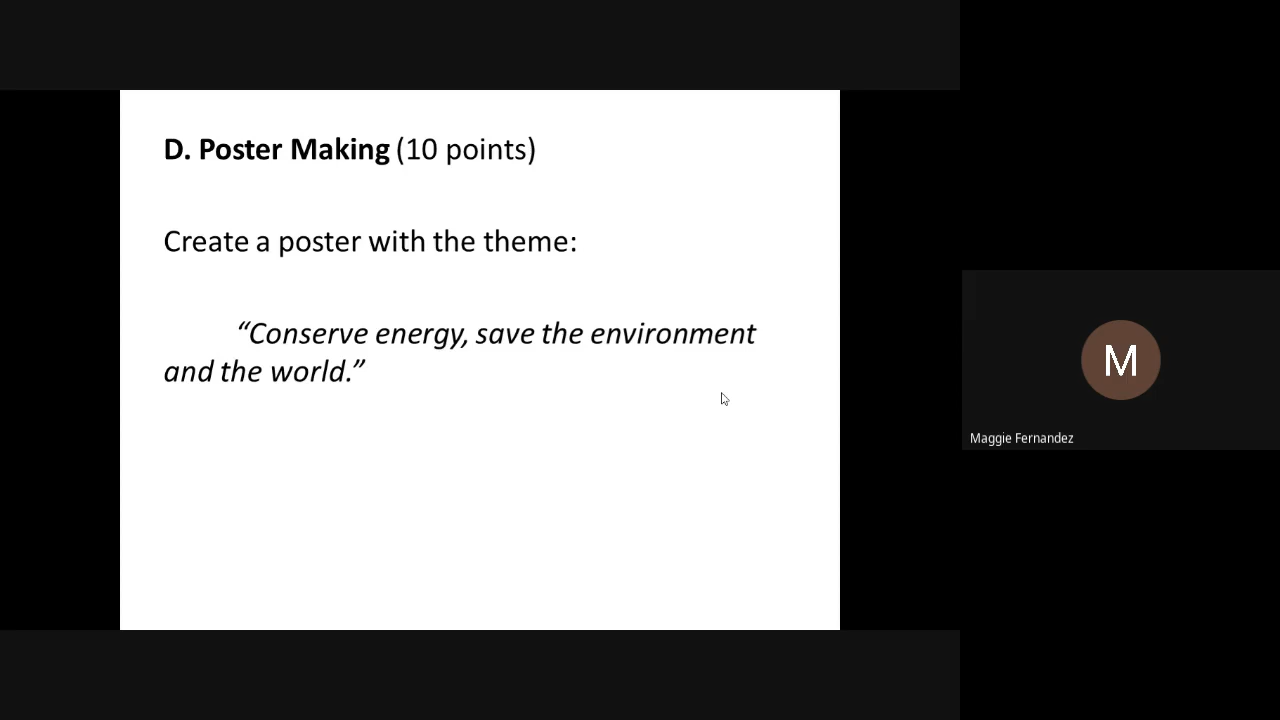 D. Poster Making (10 points)
Create a poster with the theme:
“Conserve energy, save the environment
and the world.”
M
Maggie Fernandez